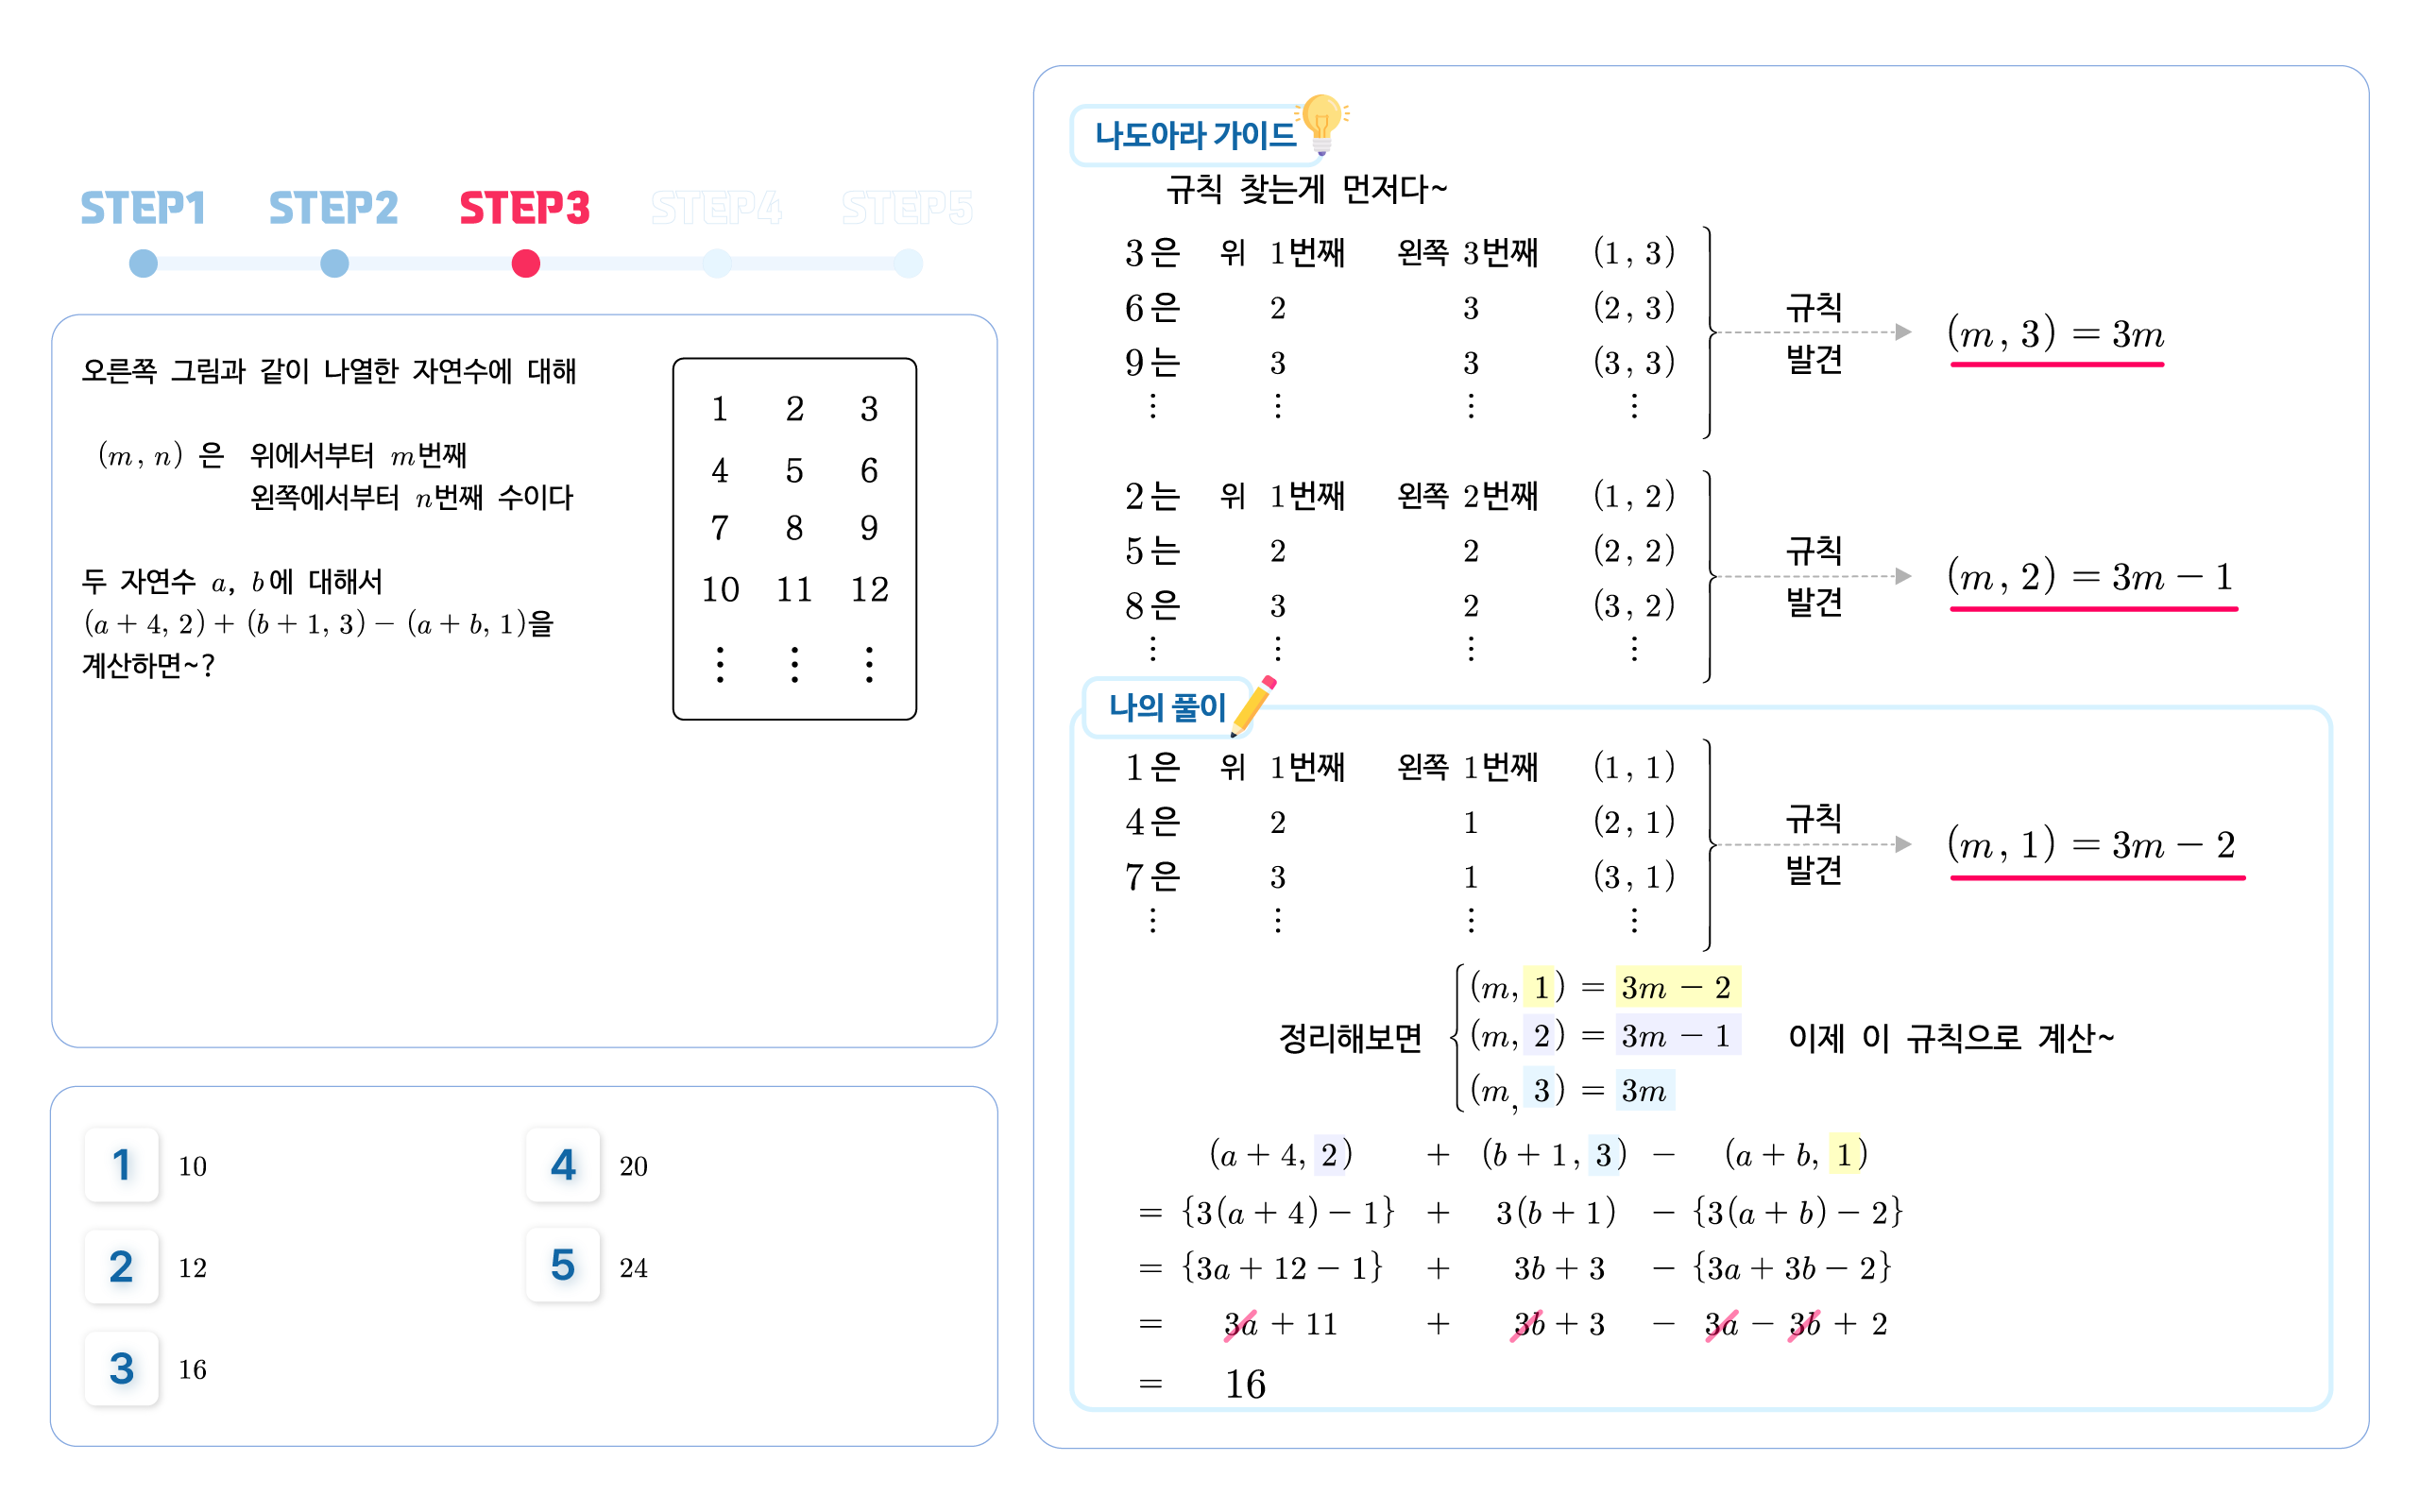 STEP1 STEP2 STEP3 STEP4 STEP5
오른쪽 그림과 같이 나열한 자연수에 대해
(m, n) 은 위에서부터 m번째
왼쪽에서부터 n번째 수이다
두 자연수 a, b에 대해서
(a + 4, 2) + (b + 1, 3) − (a + b, 1)을
계산하면~?
1 2 3
4 5 6
7 8 9
10 11 12
⋮ ⋮ ⋮
1 10
2 12
3 16
4 20
5 24
나도아라 가이드
규칙 찾는게 먼저다~
3은 위 1번째 왼쪽 3번째 (1, 3)
6은 2 3 (2, 3)
9는 3 3 (3, 3)
⋮ ⋮ ⋮ ⋮
규칙
발견
(m, 3) = 3m
2는 위 1번째 왼쪽 2번째 (1, 2)
5는 2 2 (2, 2)
8은 3 2 (3, 2)
⋮ ⋮ ⋮ ⋮
규칙
발견
(m, 2) = 3m − 1
나의 풀이
1은 위 1번째 왼쪽 1번째 (1, 1)
4은 2 1 (2, 1)
7은 3 1 (3, 1)
⋮ ⋮ ⋮ ⋮
규칙
발견
(m, 1) = 3m − 2
정리해보면
(m, 1) = 3m − 2
(m, 2) = 3m − 1
(m, 3) = 3m
이제 이 규칙으로 계산~
(a + 4, 2) + (b + 1, 3) − (a + b, 1)
= {3(a + 4) − 1} + 3(b + 1) − {3(a + b) − 2}
= {3a + 12 − 1} + 3b + 3 − {3a + 3b − 2}
= 3a + 11 + 3b + 3 − 3a − 3b + 2
= 16